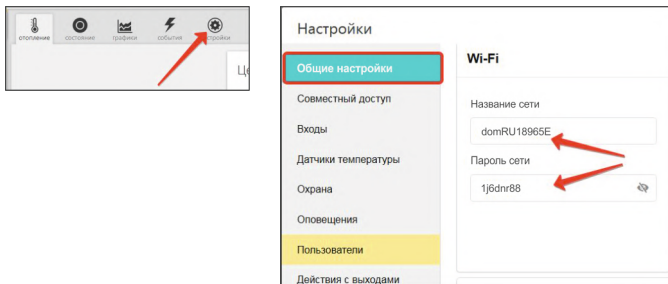 отопление состояние графики события настройки
Настройки
Общие настройки
Совместный доступ
Входы
Датчики температуры
Охрана
Оповещения
Пользователи
Действия с выходами
Wi-Fi
Название сети
domRU18965E
Пароль сети
1j6dnr88